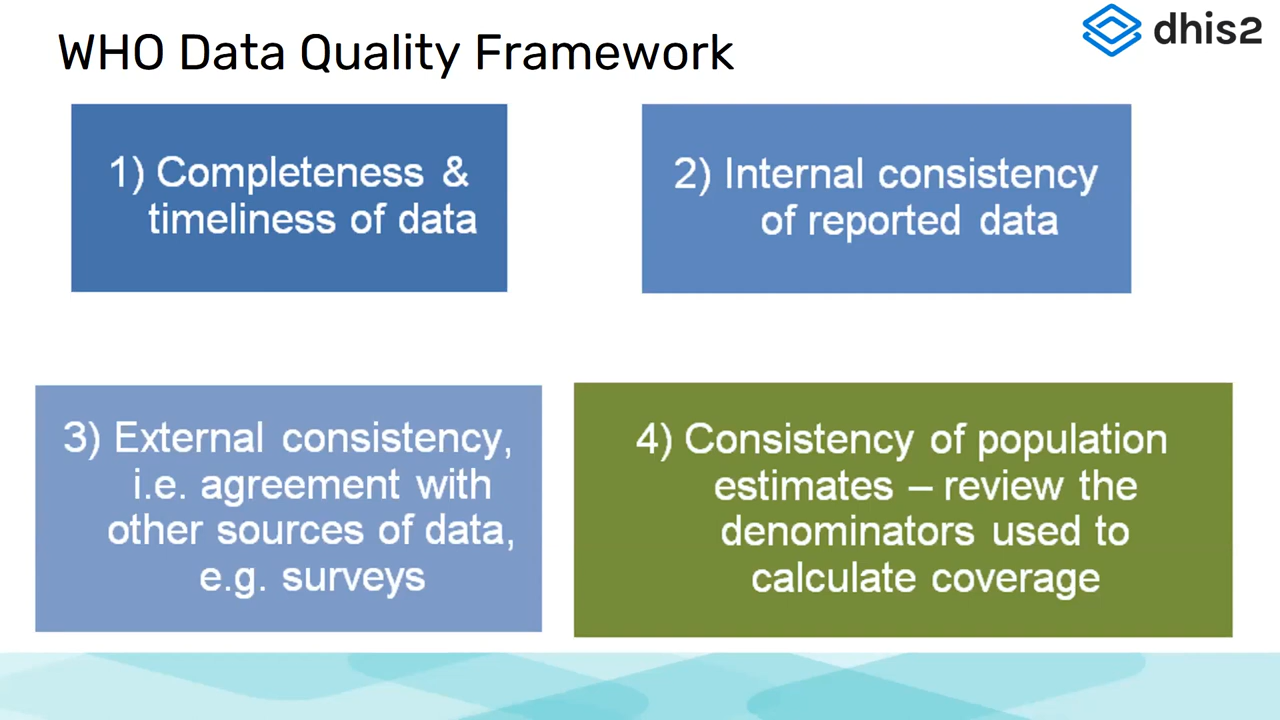 WHO Data Quality Framework
dhis2
1) Completeness &
timeliness of data
2) Internal consistency
of reported data
3) External consistency,
i.e. agreement with
other sources of data,
e.g. surveys
4) Consistency of population
estimates – review the
denominators used to
calculate coverage